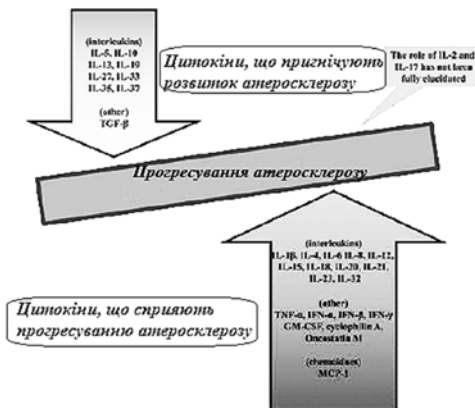 (interleukins)
IL-5, IL-10
IL-13, IL-19
IL-27, IL-33
IL-35, IL-37
(other)
TGF-β
Цитокіни, що пригнічують
розвиток атеросклерозу
The role of IL-2 and
IL-17 has not been
fully elucidated
Прогресування атеросклерозу
(interleukins)
IL-1β, IL-4, IL-6 IL-8, IL-12,
IL-15, IL-18, IL-20, IL-21,
IL-23, IL-32
(other)
TNF-α, IFN-α, IFN-β, IFN-γ
GM-CSF, cyclophilin A,
Oncostatin M
(chemokines)
MCP-1
Цитокіни, що сприяють
прогресуванню атеросклерозу